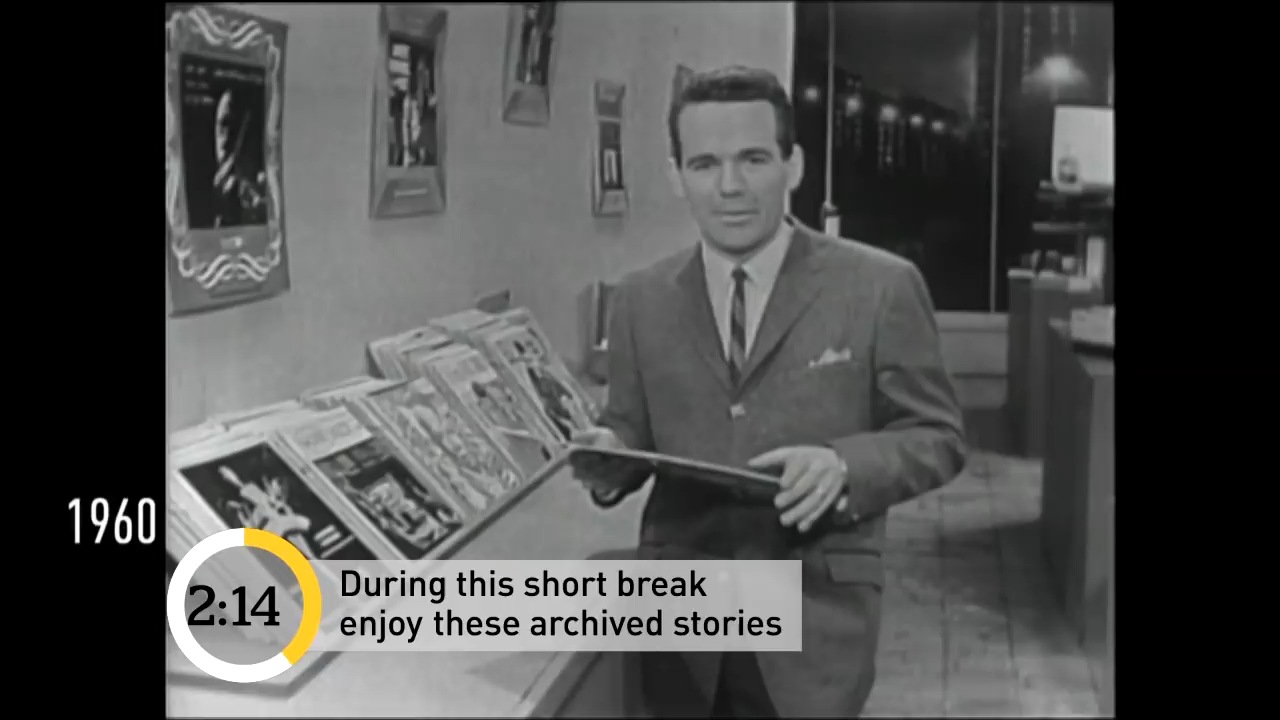 1960
2:14
During this short break
enjoy these archived stories